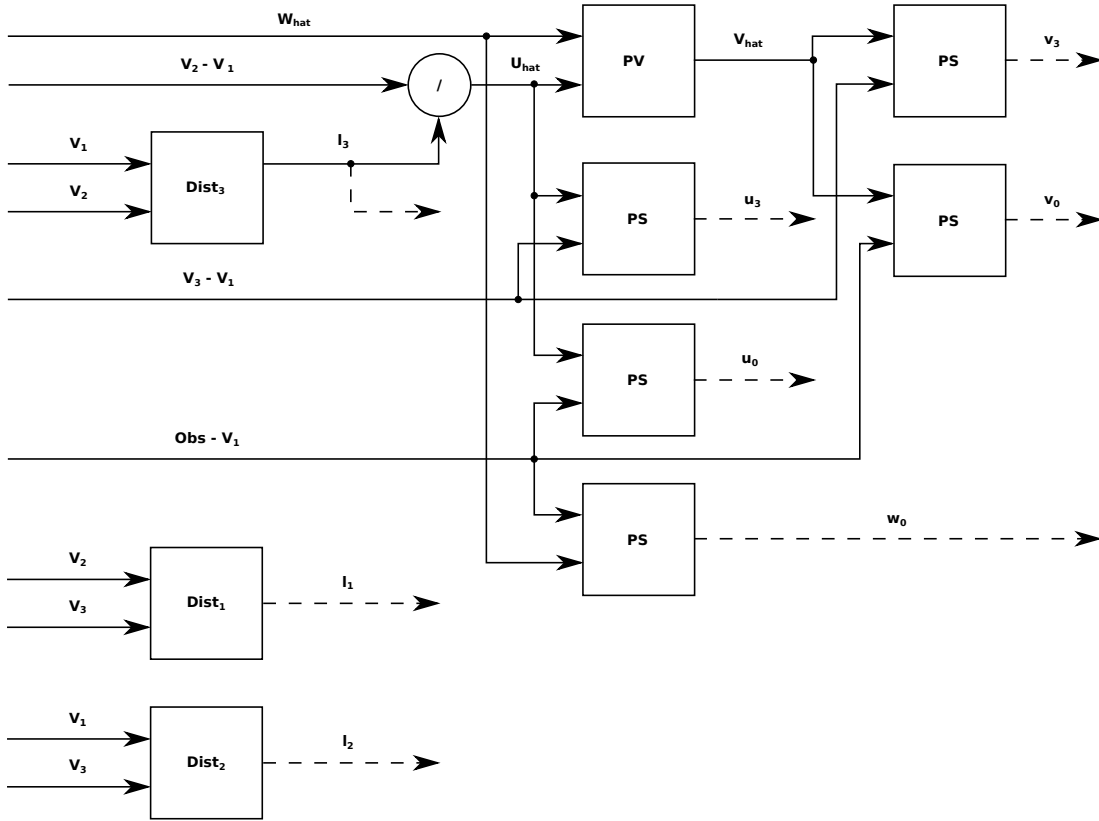 W_hat
V_2 - V_1
/
U_hat
PV
V_hat
PS
v_3
V_1
V_2
Dist_3
l_3
PS
u_3
PS
v_0
V_3 - V_1
PS
u_0
Obs - V_1
PS
w_0
V_2
V_3
Dist_1
l_1
V_1
V_3
Dist_2
l_2